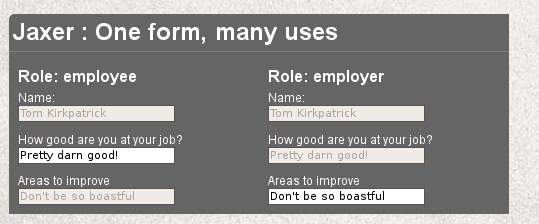 Jaxer : One form, many uses
Role: employee
Name:
Tom Kirkpatrick
How good are you at your job?
Pretty darn good!
Areas to improve
Don't be so boastful
Role: employer
Name:
Tom Kirkpatrick
How good are you at your job?
Pretty darn good!
Areas to improve
Don't be so boastful